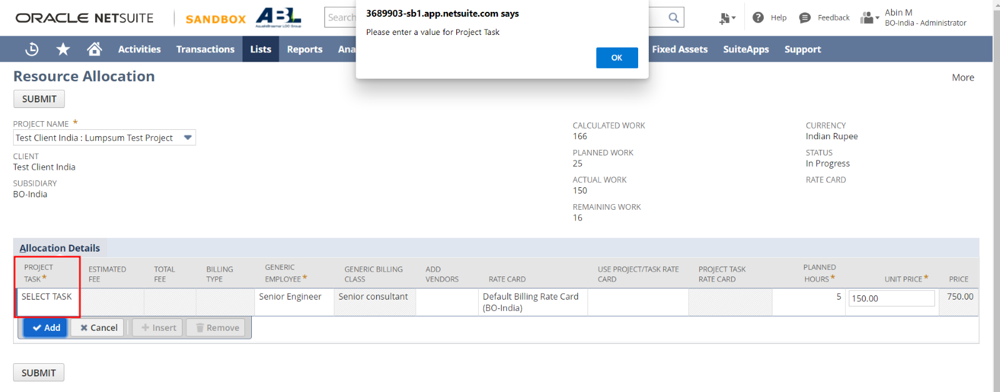 ORACLE NETSUITE
SANDBOX
ABL
Search
3689903-sb1.app.netsuite.com says
Please enter a value for Project Task
OK
Help
Feedback
Abin M
BO-India - Administrator
Activities
Transactions
Lists
Reports
Ana
Fixed Assets
SuiteApps
Support
Resource Allocation
More
SUBMIT
PROJECT NAME *
Test Client India : Lumpsum Test Project
CLIENT
Test Client India
SUBSIDIARY
BO-India
CALCULATED WORK
166
PLANNED WORK
25
ACTUAL WORK
150
REMAINING WORK
16
CURRENCY
Indian Rupee
STATUS
In Progress
RATE CARD
Allocation Details
PROJECT
TASK*
ESTIMATED
FEE
TOTAL
FEE
BILLING
TYPE
GENERIC
EMPLOYEE*
GENERIC BILLING
CLASS
ADD
VENDORS
RATE CARD
USE PROJECT/TASK RATE
CARD
PROJECT TASK
RATE CARD
PLANNED
HOURS*
UNIT PRICE*
PRICE
SELECT TASK
Senior Engineer
Senior consultant
Default Billing Rate Card
(BO-India)
5
150.00
750.00
Add
Cancel
Insert
Remove
SUBMIT